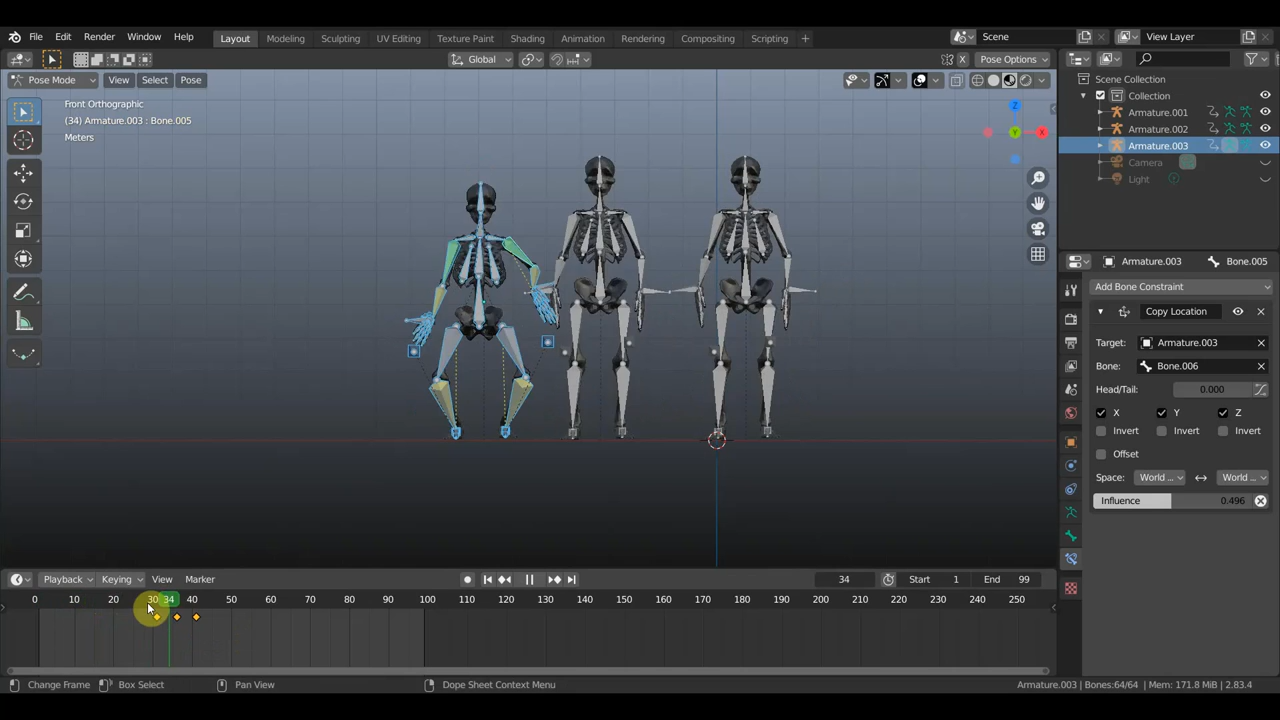 File Edit Render Window Help Layout Modeling Sculpting UV Editing Texture Paint Shading Animation Rendering Compositing Scripting + Scene View Layer
Global X Pose Options
Pose Mode View Select Pose
Scene Collection
Collection
Armature.001
Armature.002
Armature.003
Camera
Light
Front Orthographic
(34) Armature.003 : Bone.005
Meters
Z
Y
X
Armature.003 Bone.005
Add Bone Constraint
Copy Location
Target: Armature.003
Bone: Bone.006
Head/Tail: 0.000
X Y Z
Invert Invert Invert
Offset
Space: World ... World ...
Influence 0.496
Playback Keying View Marker 34 Start 1 End 99
0 10 20 30 34 40 50 60 70 80 90 100 110 120 130 140 150 160 170 180 190 200 210 220 230 240 250
Change Frame Box Select Pan View Dope Sheet Context Menu Armature.003 | Bones:64/64 | Mem: 171.8 MiB | 2.83.4